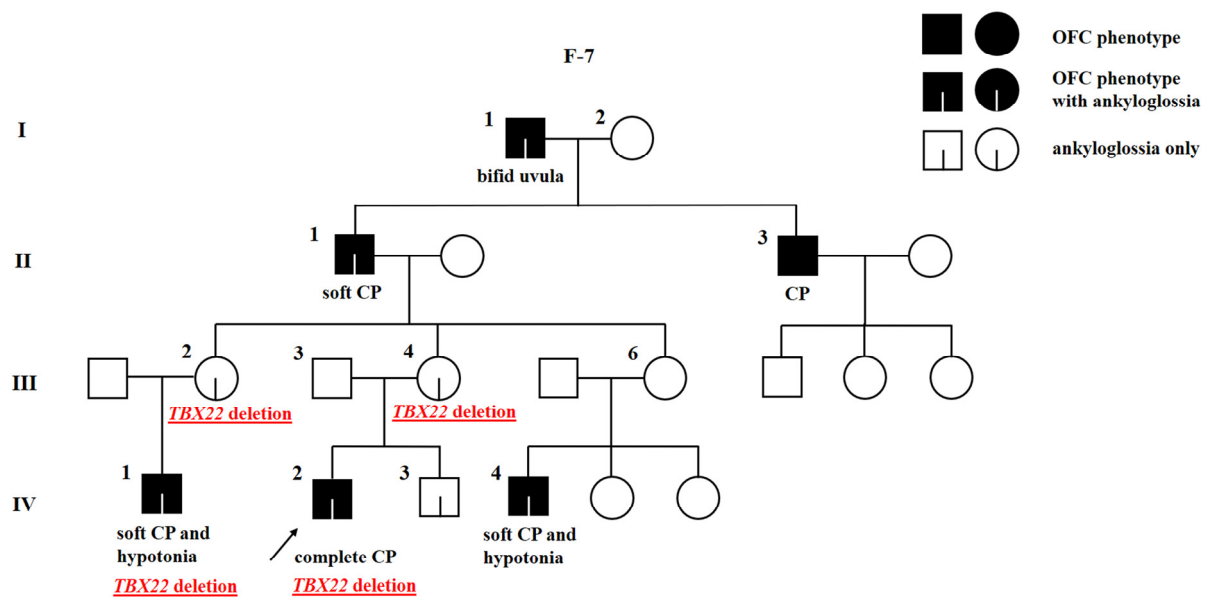 F-7
OFC phenotype
OFC phenotype
with ankyloglossia
ankyloglossia only
I
1
2
bifid uvula
II
1
3
soft CP
CP
III
2
3
4
6
TBX22 deletion
TBX22 deletion
IV
1
2
3
4
soft CP and
hypotonia
TBX22 deletion
complete CP
TBX22 deletion
soft CP and
hypotonia